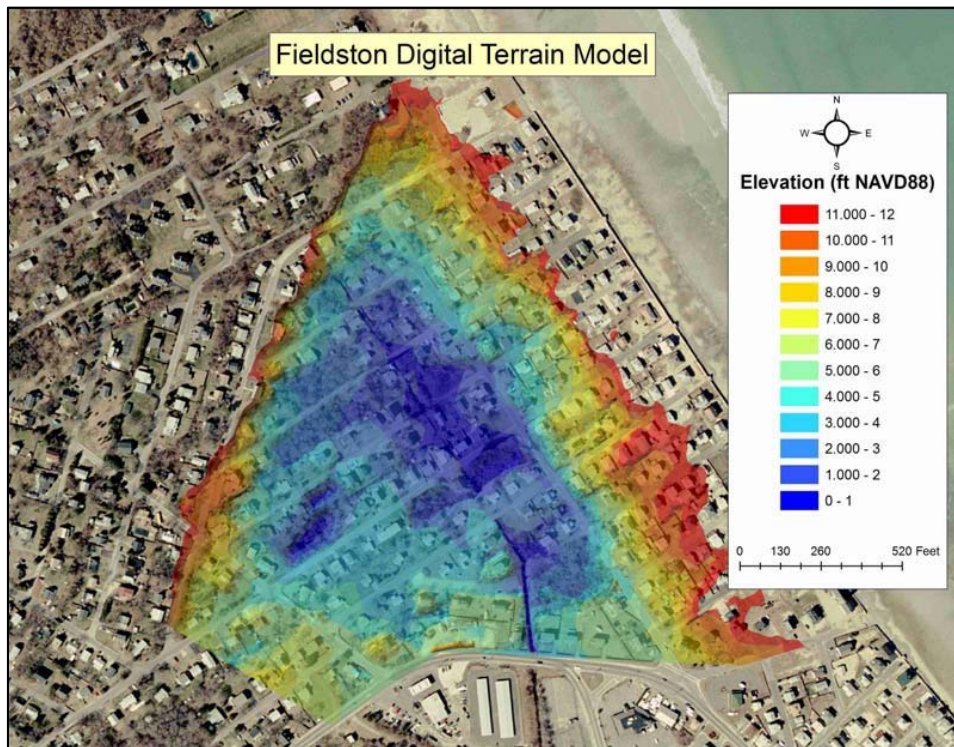 Fieldston Digital Terrain Model
N
W
E
S
Elevation (ft NAVD88)
11.000 - 12
10.000 - 11
9.000 - 10
8.000 - 9
7.000 - 8
6.000 - 7
5.000 - 6
4.000 - 5
3.000 - 4
2.000 - 3
1.000 - 2
0 - 1
0 130 260 520 Feet